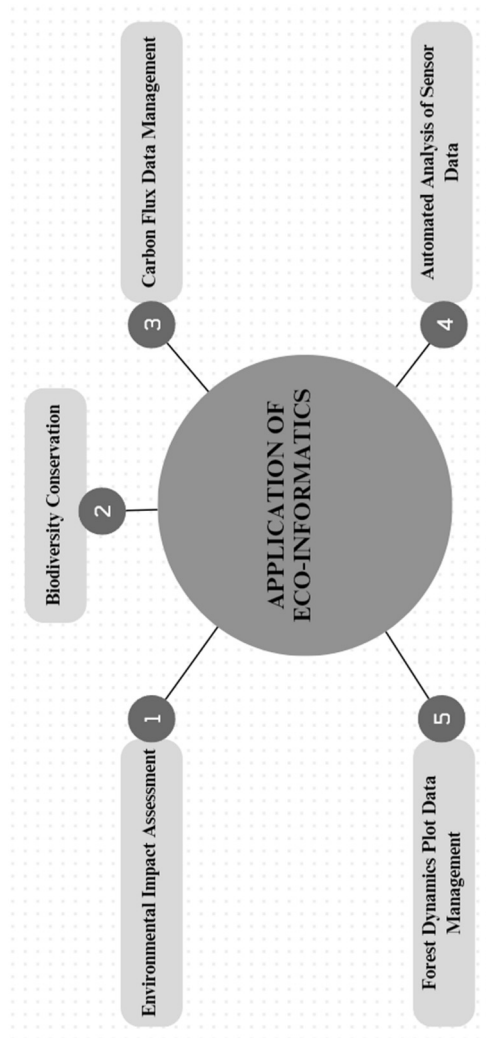 APPLICATION OF
ECO-INFORMATICS
1
Environmental Impact Assessment
2
Biodiversity Conservation
3
Carbon Flux Data Management
4
Automated Analysis of Sensor
Data
5
Forest Dynamics Plot Data
Management